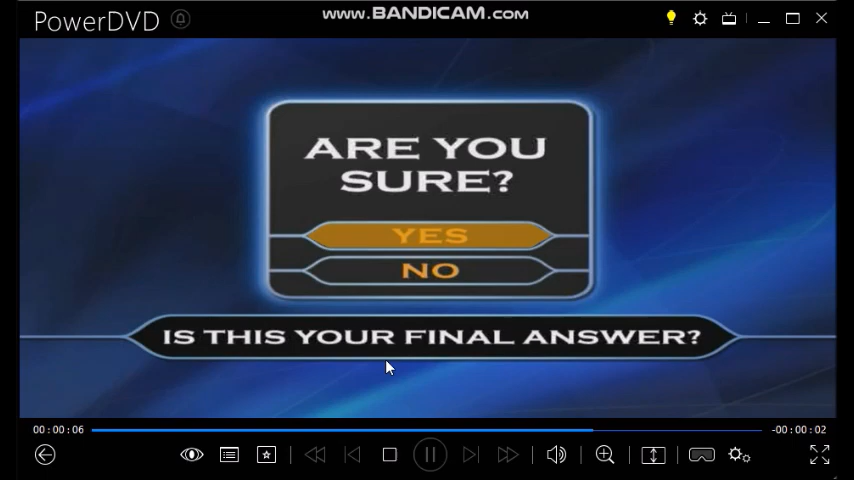 PowerDVD
www.BANDICAM.com
ARE YOU
SURE?
YES
NO
IS THIS YOUR FINAL ANSWER?
00:00:06
-00:00:02